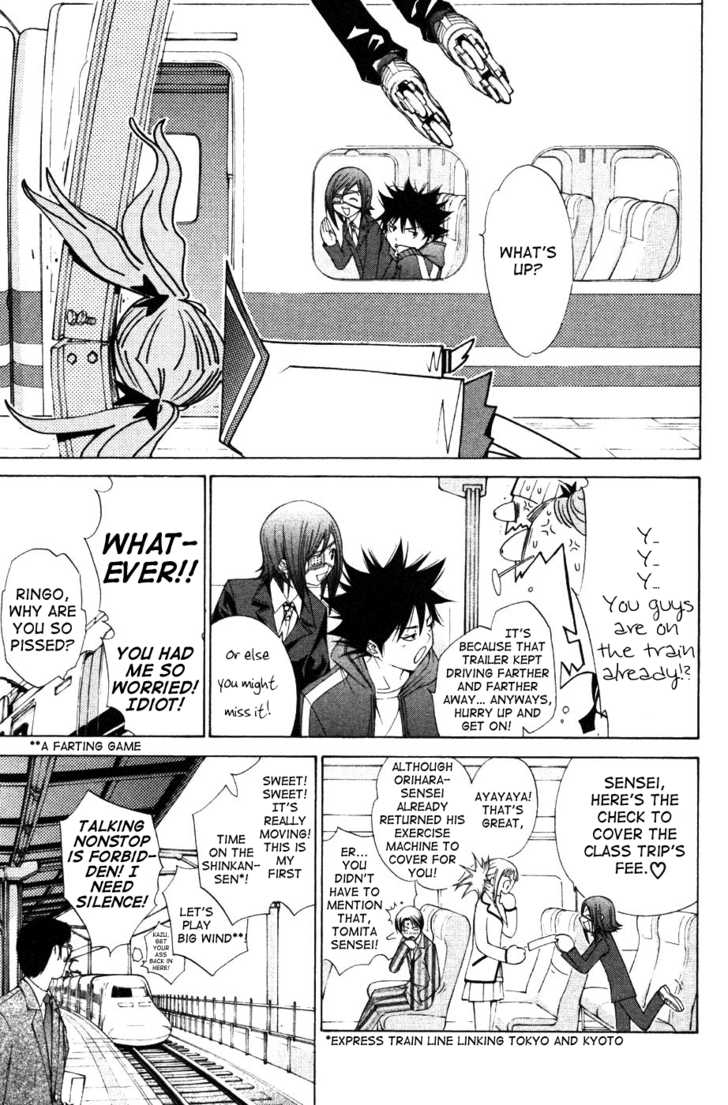 WHAT'S
UP?
Y...
Y...
Y...
You guys
are on
the train
already!?
IT'S
BECAUSE THAT
TRAILER KEPT
DRIVING FARTHER
AND FARTHER
AWAY... ANYWAYS,
HURRY UP AND
GET ON!
Or else
you might
miss it!
WHAT-
EVER!!
YOU HAD
ME SO
WORRIED!
IDIOT!
RINGO,
WHY ARE
YOU SO
PISSED?
**A FARTING GAME
SENSEI,
HERE'S THE
CHECK TO
COVER THE
CLASS TRIP'S
FEE.♡
AYAYAYA!
THAT'S
GREAT,
ALTHOUGH
ORIHARA-
SENSEI
ALREADY
RETURNED HIS
EXERCISE
MACHINE TO
COVER FOR
YOU!
ER...
YOU
DIDN'T
HAVE TO
MENTION
THAT,
TOMITA
SENSEI!
*EXPRESS TRAIN LINE LINKING TOKYO AND KYOTO
SWEET!
SWEET!
IT'S
REALLY
MOVING!
THIS IS
MY FIRST
TIME ON
THE
SHINKAN-
SEN*!
LET'S
PLAY
BIG WIND**!
KAZU,
GET
YOUR
ASS
BACK IN
HERE!
TALKING
NONSTOP
IS FORBID-
DEN! I
NEED
SILENCE!